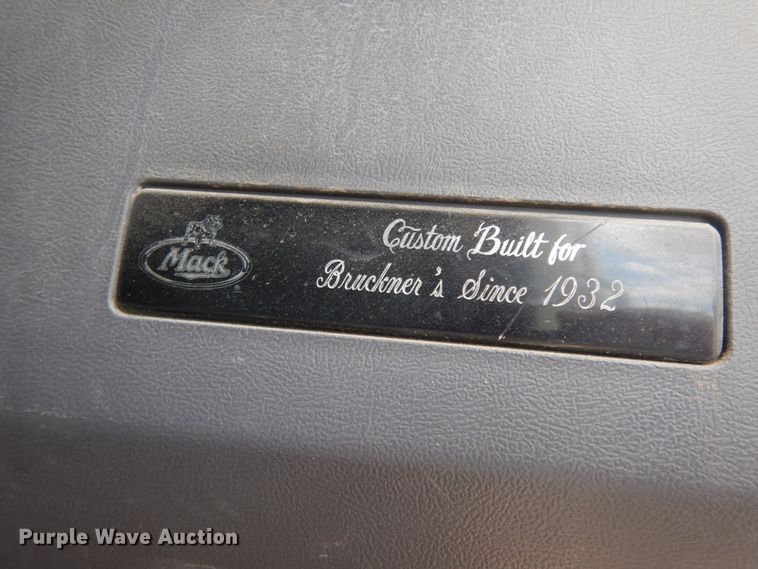 Mack
Custom Built for
Bruckner's Since 1932
Purple Wave Auction